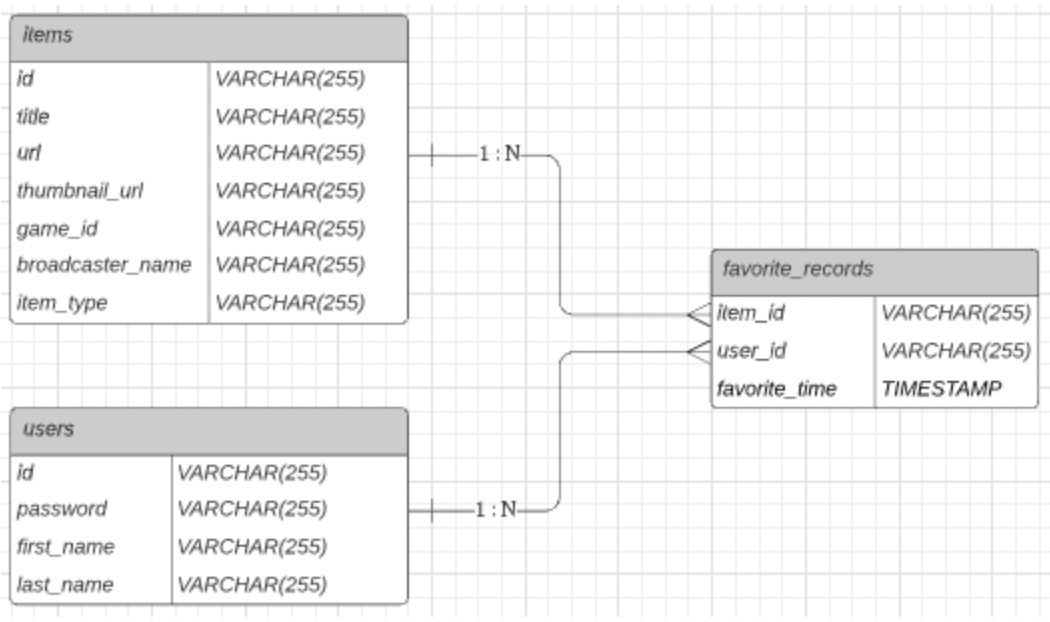 items
id VARCHAR(255)
title VARCHAR(255)
url VARCHAR(255)
thumbnail_url VARCHAR(255)
game_id VARCHAR(255)
broadcaster_name VARCHAR(255)
item_type VARCHAR(255)
1 : N
favorite_records
item_id VARCHAR(255)
user_id VARCHAR(255)
favorite_time TIMESTAMP
users
id VARCHAR(255)
password VARCHAR(255)
first_name VARCHAR(255)
last_name VARCHAR(255)
1 : N